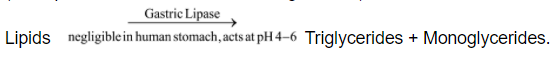 Gastric Lipase
Lipids negligible in human stomach, acts at pH 4–6 Triglycerides + Monoglycerides.